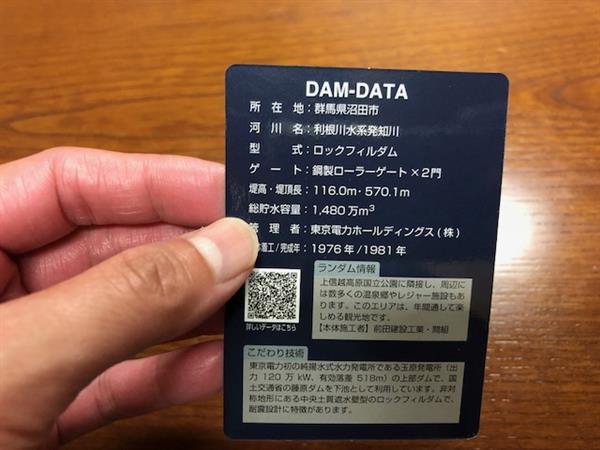 DAM-DATA
所在地：群馬県沼田市
河川名：利根川水系発知川
型式：ロックフィルダム
ゲート：鋼製ローラーゲート×2門
堤高・堤頂長：116.0m・570.1m
総貯水容量：1,480万m³
管理者：東京電力ホールディングス(株)
着工/完成年：1976年/1981年
詳しいデータはこちら
ランダム情報
上信越高原国立公園に隣接し、周辺に
は数多くの温泉郷やレジャー施設もあり
ます。このエリアは、年間通して楽
しめる観光地です。
【本体施工者】前田建設工業・間組
こだわり技術
東京電力初の純揚水式水力発電所である玉原発電所（出
力120万kW、有効落差518m）の上部ダムで、国
土交通省の藤原ダムを下池として利用しています。非対
称地形にある中央土質遮水壁型のロックフィルダムで、
耐震設計に特徴があります。